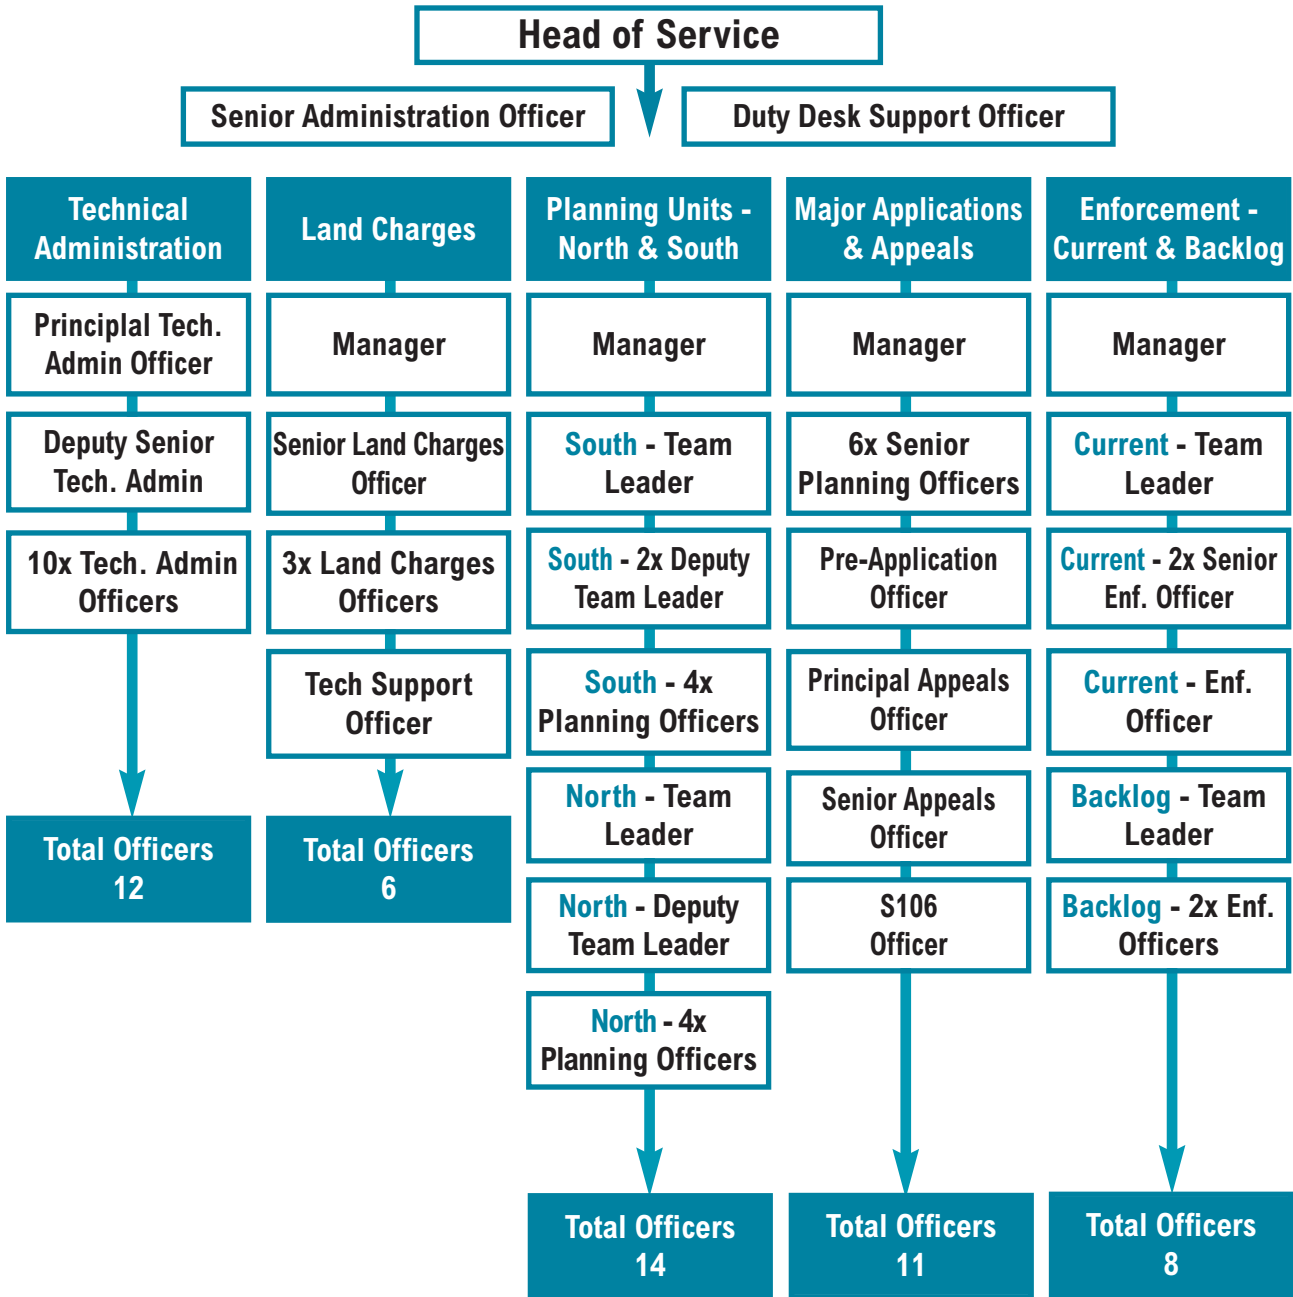 Head of Service
Senior Administration Officer
Duty Desk Support Officer
Technical
Administration
Principlal Tech.
Admin Officer
Deputy Senior
Tech. Admin
10x Tech. Admin
Officers
Total Officers
12
Land Charges
Manager
Senior Land Charges
Officer
3x Land Charges
Officers
Tech Support
Officer
Total Officers
6
Planning Units -
North & South
Manager
South - Team
Leader
South - 2x Deputy
Team Leader
South - 4x
Planning Officers
North - Team
Leader
North - Deputy
Team Leader
North - 4x
Planning Officers
Total Officers
14
Major Applications
& Appeals
Manager
6x Senior
Planning Officers
Pre-Application
Officer
Principal Appeals
Officer
Senior Appeals
Officer
S106
Officer
Total Officers
11
Enforcement -
Current & Backlog
Manager
Current - Team
Leader
Current - 2x Senior
Enf. Officer
Current - Enf.
Officer
Backlog - Team
Leader
Backlog - 2x Enf.
Officers
Total Officers
8